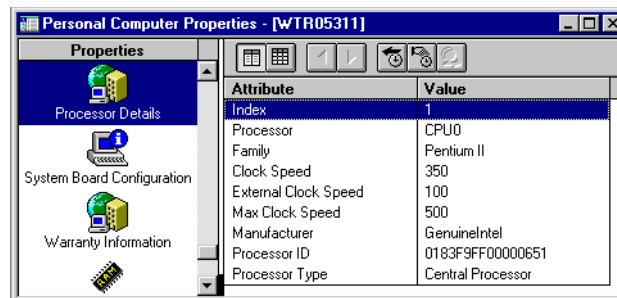 Personal Computer Properties - [WTR05311]
Properties
Processor Details
System Board Configuration
Warranty Information
RAM
Attribute Value
Index 1
Processor CPU0
Family Pentium II
Clock Speed 350
External Clock Speed 100
Max Clock Speed 500
Manufacturer GenuineIntel
Processor ID 0183F9FF00000651
Processor Type Central Processor